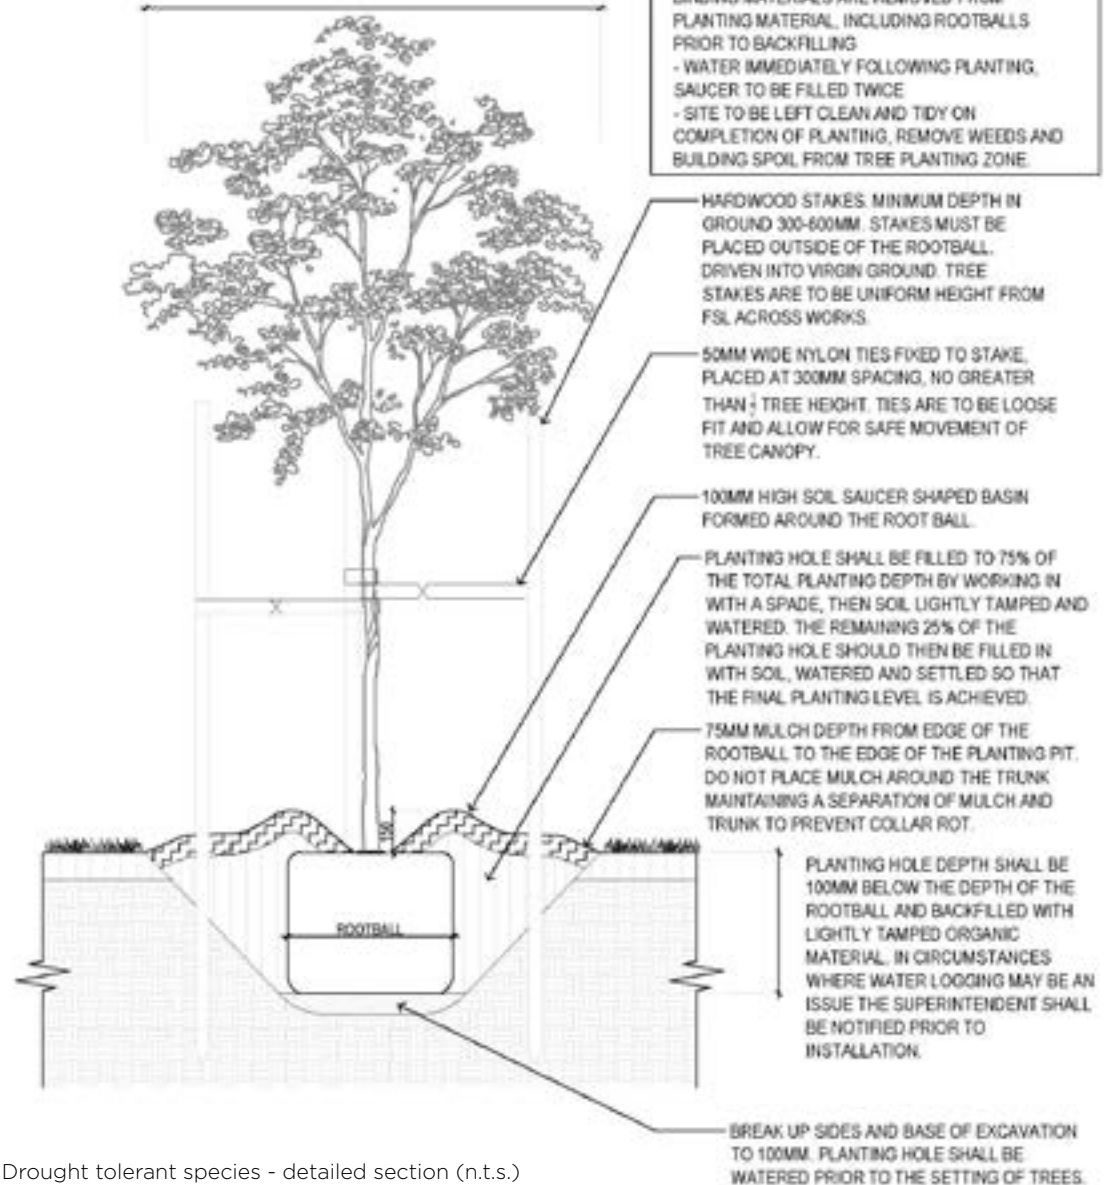 PLANTING MATERIAL, INCLUDING ROOTBALLS
PRIOR TO BACKFILLING
- WATER IMMEDIATELY FOLLOWING PLANTING,
SAUCER TO BE FILLED TWICE
- SITE TO BE LEFT CLEAN AND TIDY ON
COMPLETION OF PLANTING, REMOVE WEEDS AND
BUILDING SPOIL FROM TREE PLANTING ZONE.
HARDWOOD STAKES. MINIMUM DEPTH IN
GROUND 300-600MM. STAKES MUST BE
PLACED OUTSIDE OF THE ROOTBALL.
DRIVEN INTO VIRGIN GROUND. TREE
STAKES ARE TO BE UNIFORM HEIGHT FROM
FSL ACROSS WORKS.
50MM WIDE NYLON TIES FIXED TO STAKE,
PLACED AT 300MM SPACING, NO GREATER
THAN TREE HEIGHT. TIES ARE TO BE LOOSE
FIT AND ALLOW FOR SAFE MOVEMENT OF
TREE CANOPY.
100MM HIGH SOIL SAUCER SHAPED BASIN
FORMED AROUND THE ROOT BALL.
PLANTING HOLE SHALL BE FILLED TO 75% OF
THE TOTAL PLANTING DEPTH BY WORKING IN
WITH A SPADE, THEN SOIL LIGHTLY TAMPED AND
WATERED. THE REMAINING 25% OF THE
PLANTING HOLE SHOULD THEN BE FILLED IN
WITH SOIL, WATERED AND SETTLED SO THAT
THE FINAL PLANTING LEVEL IS ACHIEVED.
75MM MULCH DEPTH FROM EDGE OF THE
ROOTBALL TO THE EDGE OF THE PLANTING PIT.
DO NOT PLACE MULCH AROUND THE TRUNK
MAINTAINING A SEPARATION OF MULCH AND
TRUNK TO PREVENT COLLAR ROT.
150
ROOTBALL
PLANTING HOLE DEPTH SHALL BE
100MM BELOW THE DEPTH OF THE
ROOTBALL AND BACKFILLED WITH
LIGHTLY TAMPED ORGANIC
MATERIAL. IN CIRCUMSTANCES
WHERE WATER LOGGING MAY BE AN
ISSUE THE SUPERINTENDENT SHALL
BE NOTIFIED PRIOR TO
INSTALLATION.
BREAK UP SIDES AND BASE OF EXCAVATION
TO 100MM. PLANTING HOLE SHALL BE
WATERED PRIOR TO THE SETTING OF TREES.
Drought tolerant species - detailed section (n.t.s.)